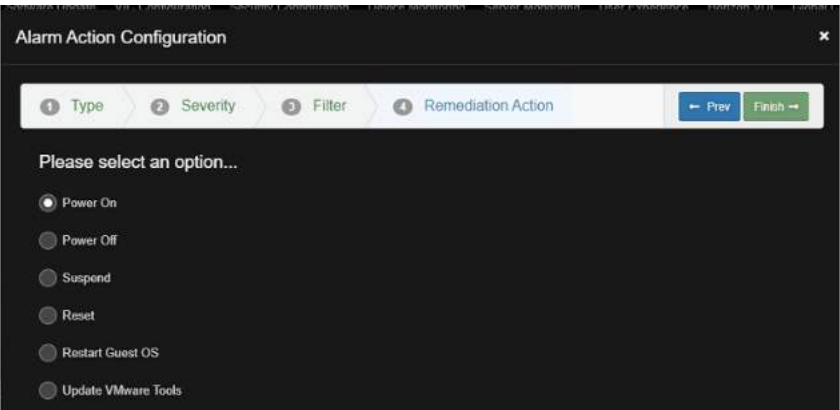 Alarm Action Configuration ×
1 Type 2 Severity 3 Filter 4 Remediation Action ← Prev Finish →
Please select an option...
Power On
Power Off
Suspend
Reset
Restart Guest OS
Update VMware Tools